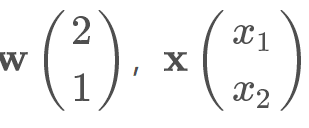 w ( 2 1 ), x ( x₁ x₂ )